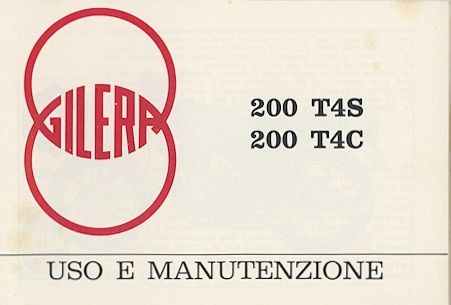 GILERA
200 T4S
200 T4C
USO E MANUTENZIONE